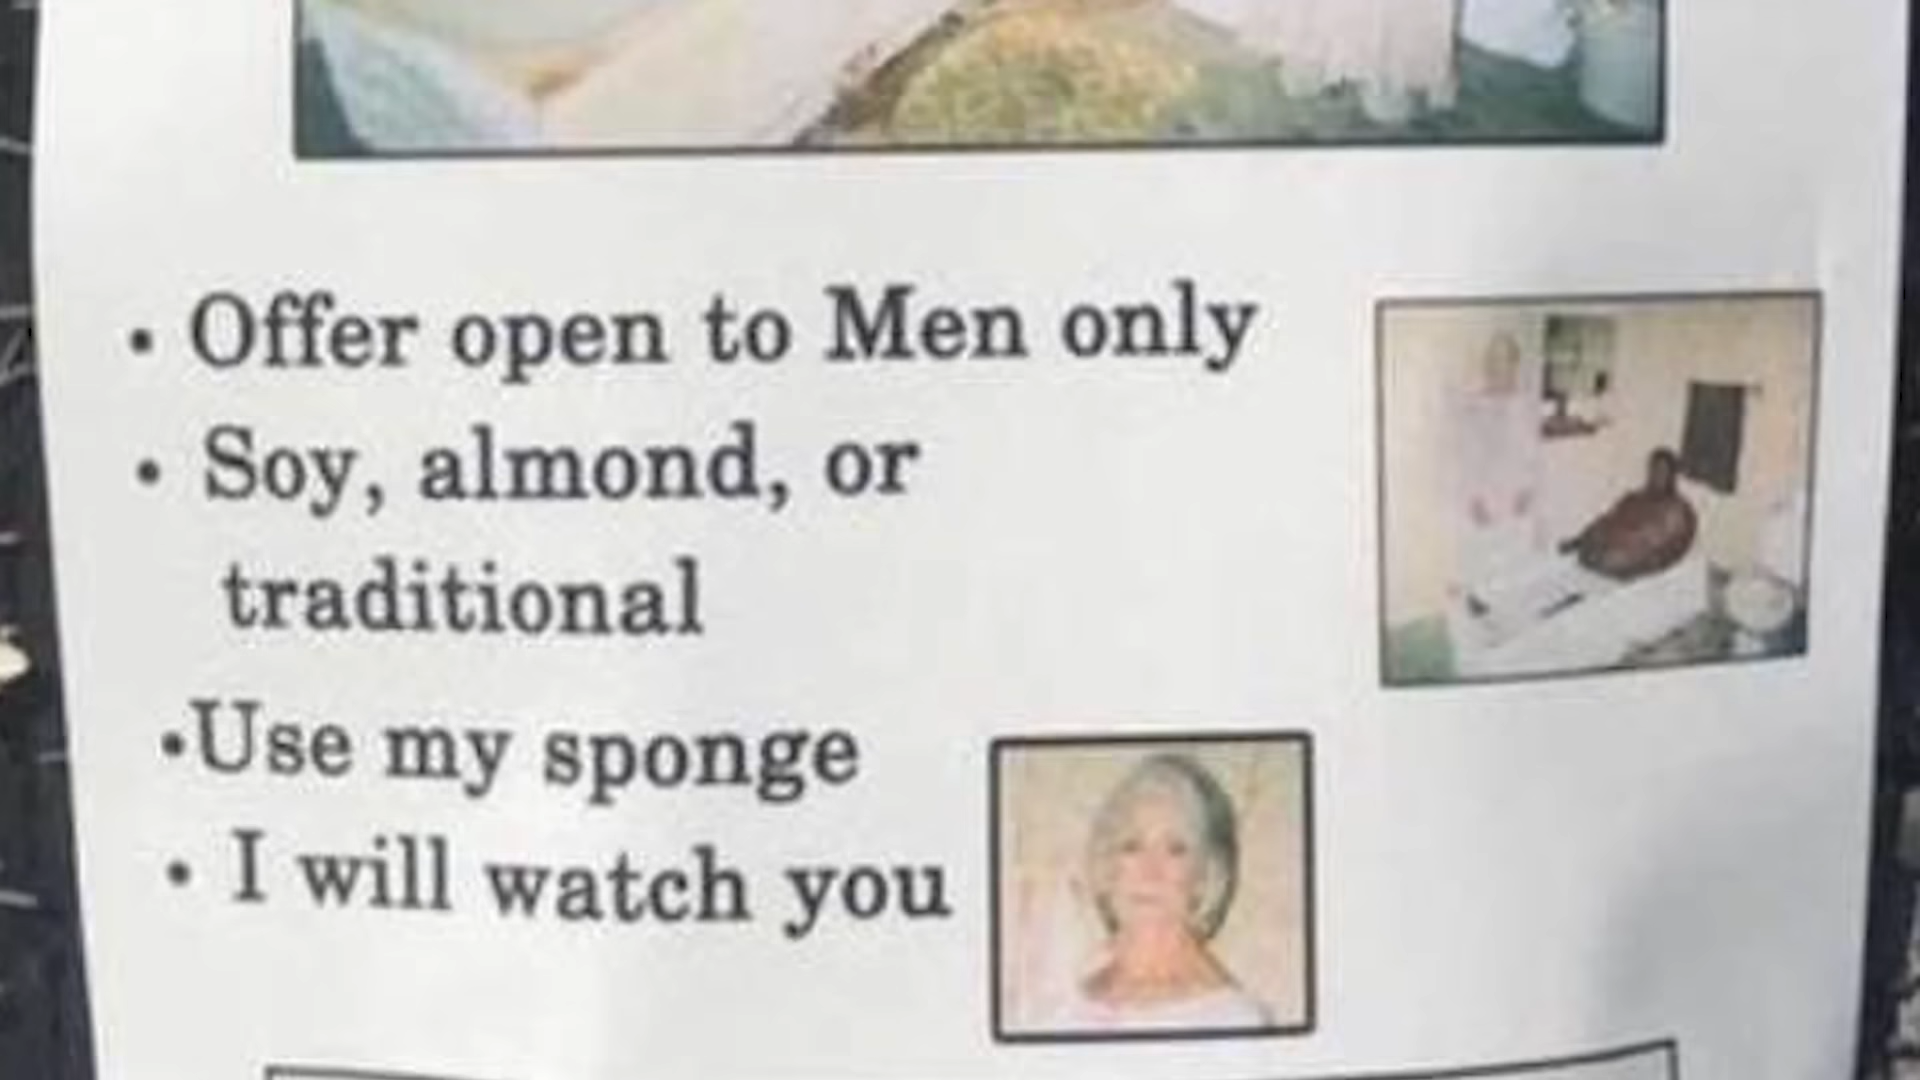 • Offer open to Men only
• Soy, almond, or
traditional
•Use my sponge
• I will watch you